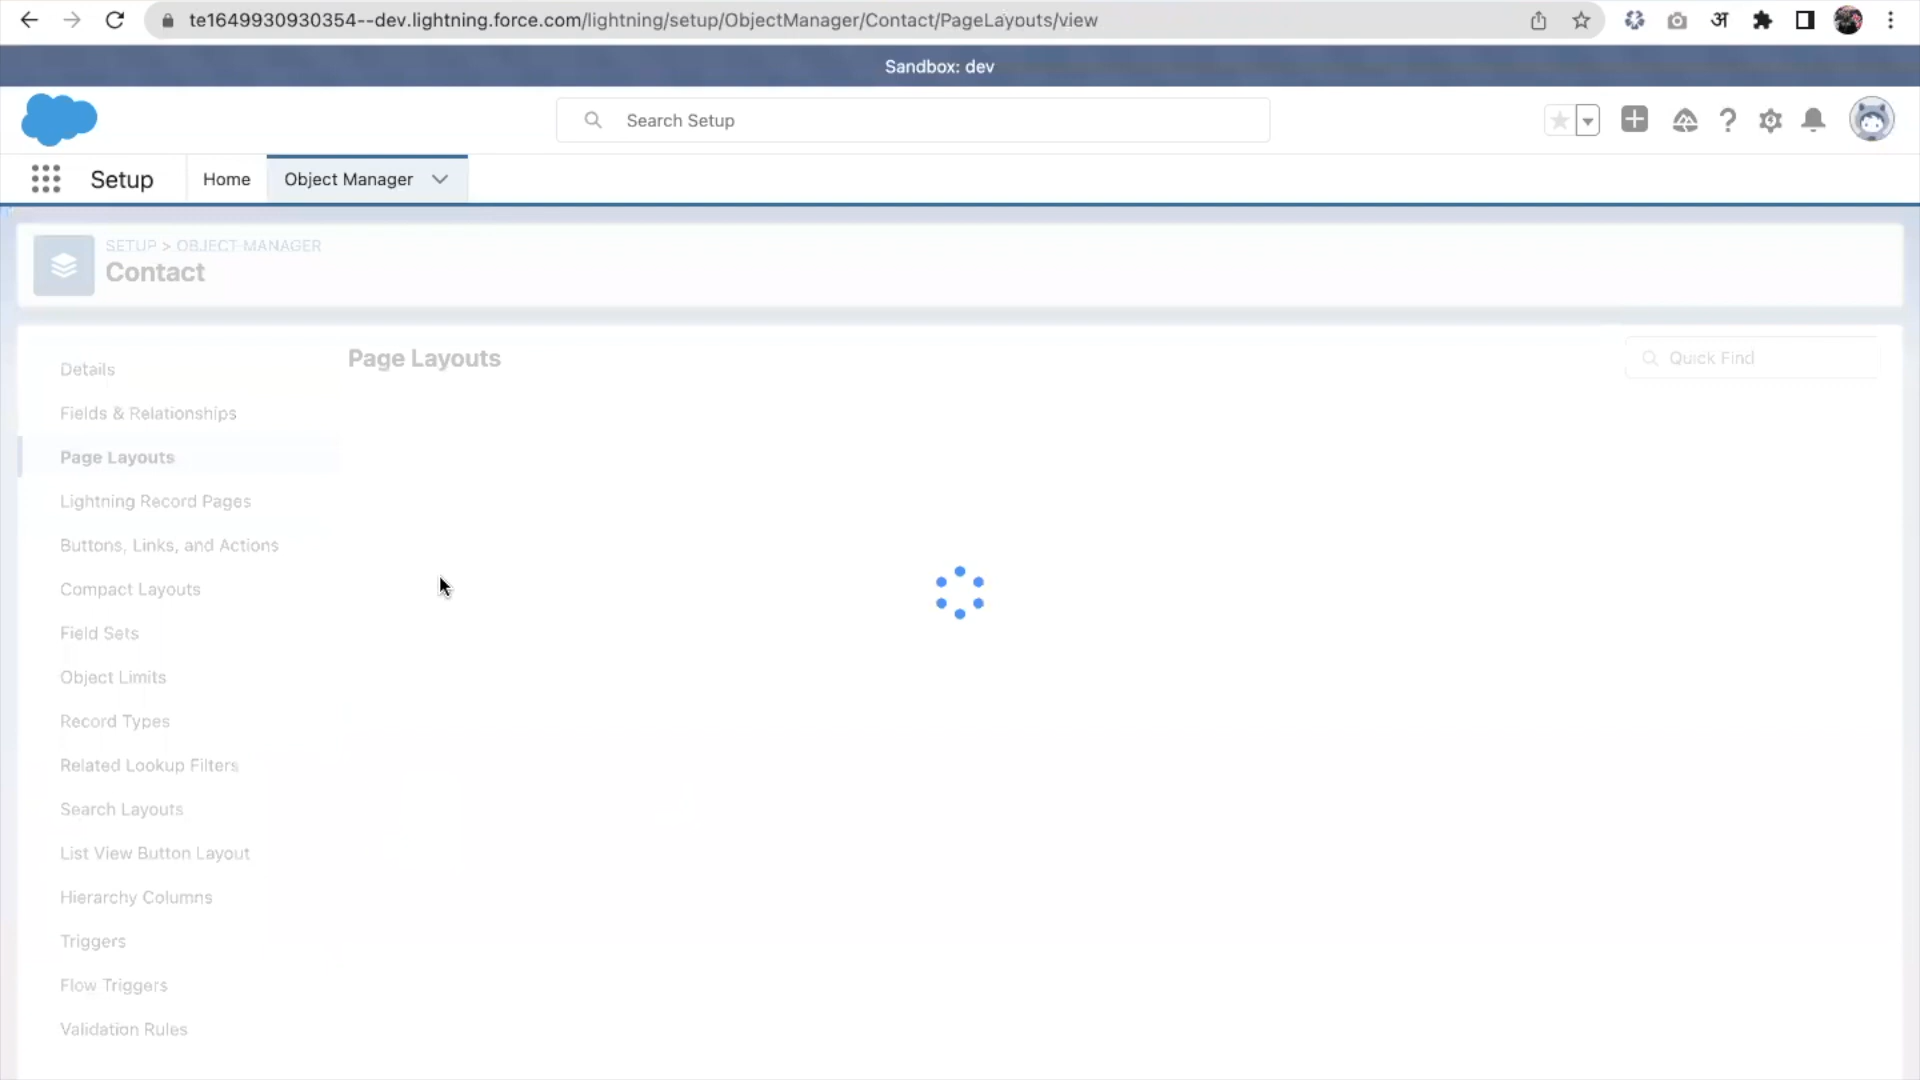 te1649930930354--dev.lightning.force.com/lightning/setup/ObjectManager/Contact/PageLayouts/view
अ
Sandbox: dev
Search Setup
Setup
Home
Object Manager
SETUP > OBJECT MANAGER
Contact
Page Layouts
Quick Find
Details
Fields & Relationships
Page Layouts
Lightning Record Pages
Buttons, Links, and Actions
Compact Layouts
Field Sets
Object Limits
Record Types
Related Lookup Filters
Search Layouts
List View Button Layout
Hierarchy Columns
Triggers
Flow Triggers
Validation Rules